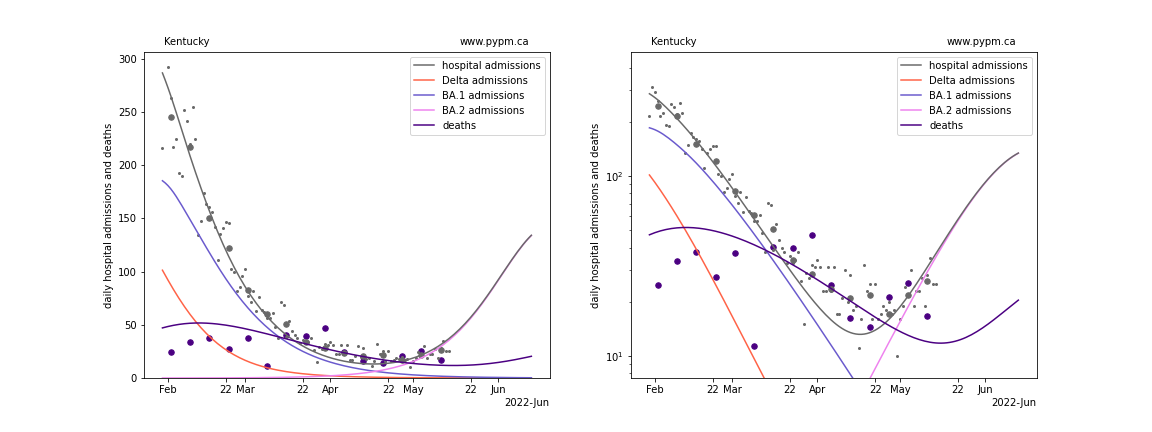 Kentucky www.pypm.ca
daily hospital admissions and deaths
300
250
200
150
100
50
0
hospital admissions
Delta admissions
BA.1 admissions
BA.2 admissions
deaths
Feb 22 Mar 22 Apr 22 May 22 Jun
2022-Jun
Kentucky www.pypm.ca
daily hospital admissions and deaths
10²
10¹
hospital admissions
Delta admissions
BA.1 admissions
BA.2 admissions
deaths
Feb 22 Mar 22 Apr 22 May 22 Jun
2022-Jun